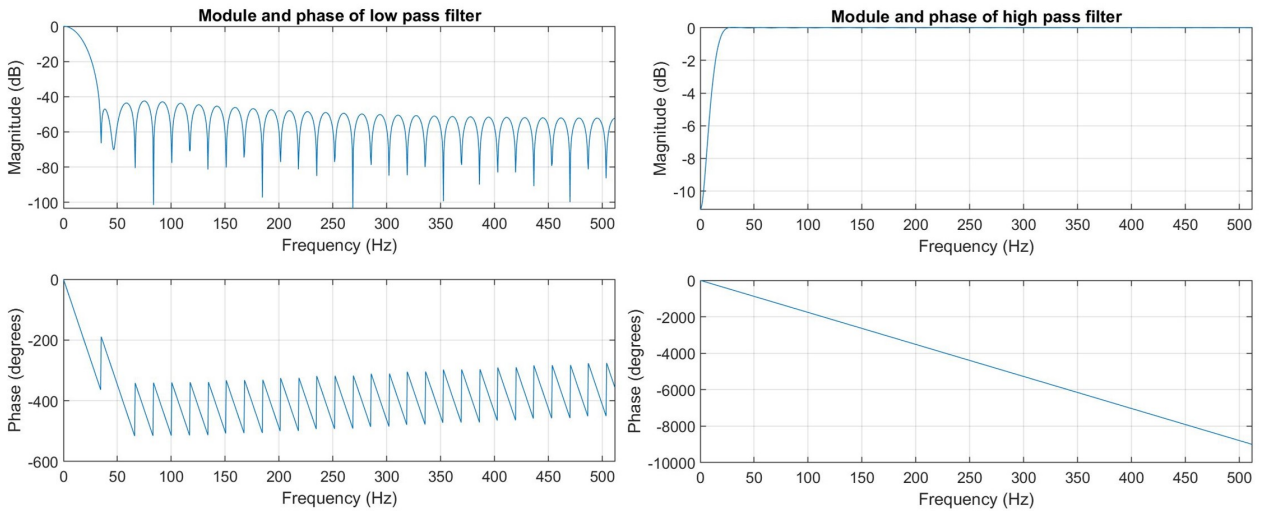 Module and phase of low pass filter
Magnitude (dB)
0
-20
-40
-60
-80
-100
0 50 100 150 200 250 300 350 400 450 500
Frequency (Hz)
Module and phase of high pass filter
Magnitude (dB)
0
-2
-4
-6
-8
-10
0 50 100 150 200 250 300 350 400 450 500
Frequency (Hz)
Phase (degrees)
0
-200
-400
-600
0 50 100 150 200 250 300 350 400 450 500
Frequency (Hz)
Phase (degrees)
0
-2000
-4000
-6000
-8000
-10000
0 50 100 150 200 250 300 350 400 450 500
Frequency (Hz)